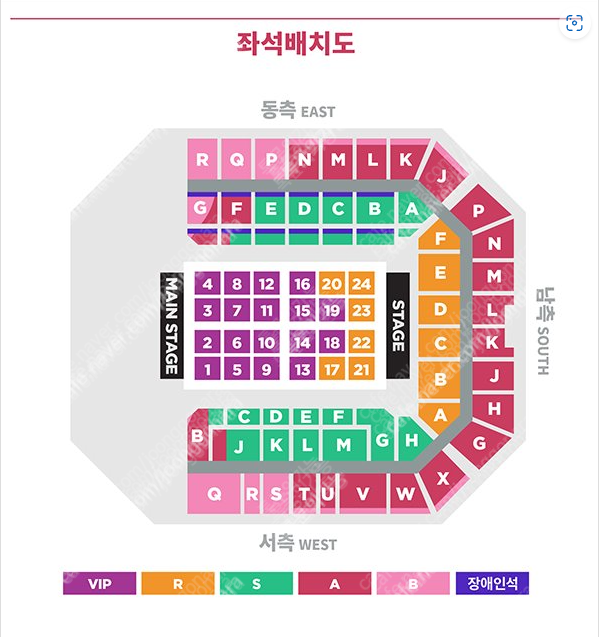 좌석배치도
동측 EAST
R Q P N M L K J
G F E D C B A
P
N
M
L
K
J
H
G
F
E
D
C
B
A
MAIN STAGE
4 8 12 16 20 24
3 7 11 15 19 23
2 6 10 14 18 22
1 5 9 13 17 21
STAGE
남측 SOUTH
C D E F
B J K L M G H
Q R S T U V W X
서측 WEST
VIP R S A B 장애인석